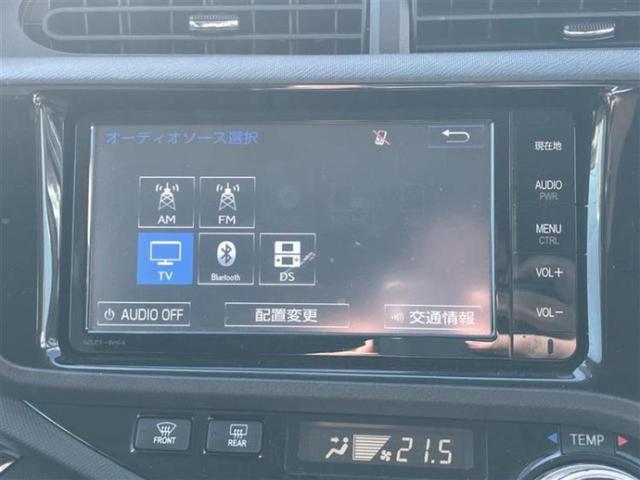 オーディオソース選択
現在地
AM
FM
AUDIO
PWR
TV
Bluetooth
DS
MENU
CTRL
VOL+
AUDIO OFF
配置変更
交通情報
VOL-
NSZT-W64
FRONT
REAR
21.5
TEMP